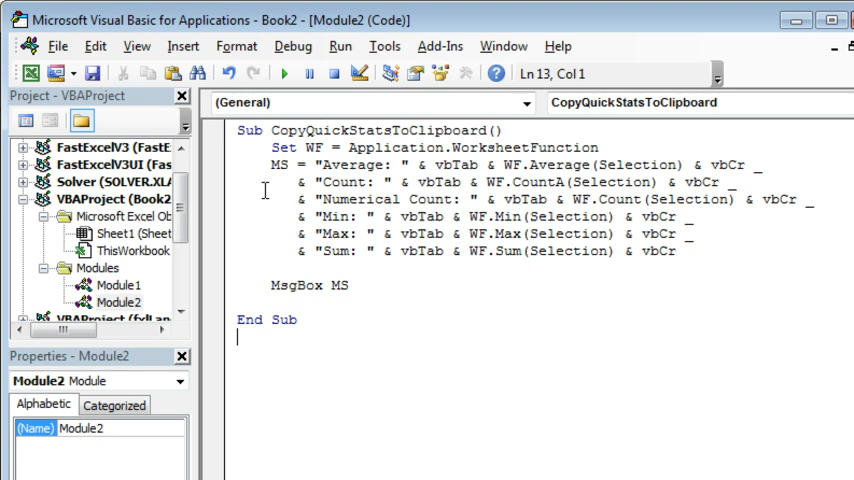 Microsoft Visual Basic for Applications - Book2 - [Module2 (Code)]
File Edit View Insert Format Debug Run Tools Add-Ins Window Help
Ln 13, Col 1
Project - VBAProject
(General)
CopyQuickStatsToClipboard
FastExcelV3 (FastE
FastExcelV3UI (FastE
Solver (SOLVER.XLA
VBAProject (Book2
Microsoft Excel Obj
Sheet1 (Sheet
ThisWorkbook
Modules
Module1
Module2
Properties - Module2
Module2 Module
Alphabetic Categorized
(Name) Module2
Sub CopyQuickStatsToClipboard()
Set WF = Application.WorksheetFunction
MS = "Average: " & vbTab & WF.Average(Selection) & vbCr _
& "Count: " & vbTab & WF.CountA(Selection) & vbCr _
& "Numerical Count: " & vbTab & WF.Count(Selection) & vbCr _
& "Min: " & vbTab & WF.Min(Selection) & vbCr _
& "Max: " & vbTab & WF.Max(Selection) & vbCr _
& "Sum: " & vbTab & WF.Sum(Selection) & vbCr
MsgBox MS
End Sub